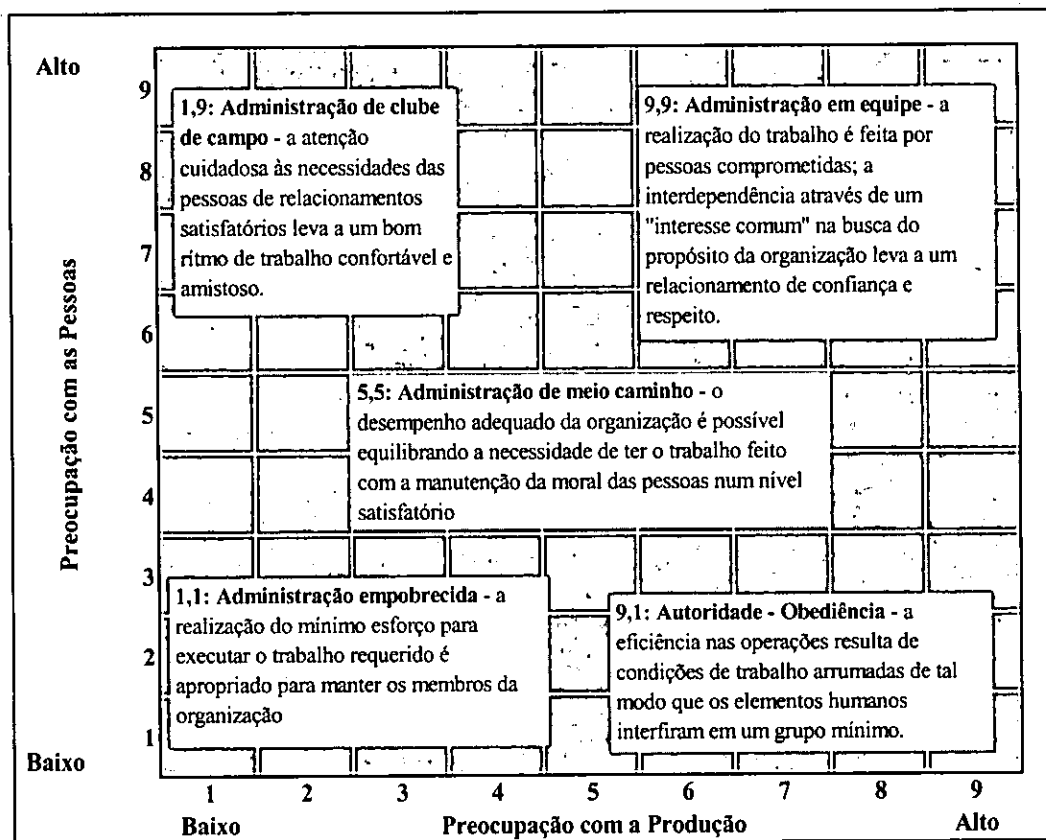 Alto
Preocupação com as Pessoas
9
8
7
6
5
4
3
2
1
Baixo
1,9: Administração de clube
de campo - a atenção
cuidadosa às necessidades das
pessoas de relacionamentos
satisfatórios leva a um bom
rítmo de trabalho confortável e
amistoso.
9,9: Administração em equipe - a
realização do trabalho é feita por
pessoas comprometidas; a
interdependência através de um
"interesse comum" na busca do
propósito da organização leva a um
relacionamento de confiança e
respeito.
5,5: Administração de meio caminho - o
desempenho adequado da organização é possível
equilibrando a necessidade de ter o trabalho feito
com a manutenção da moral das pessoas num nível
satisfatório
1,1: Administração empobrecida - a
realização do mínimo esforço para
executar o trabalho requerido é
apropriado para manter os membros da
organização
9,1: Autoridade - Obediência - a
eficiência nas operações resulta de
condições de trabalho arrumadas de tal
modo que os elementos humanos
interfiram em um grupo mínimo.
1 2 3 4 5 6 7 8 9
Baixo Preocupação com a Produção Alto